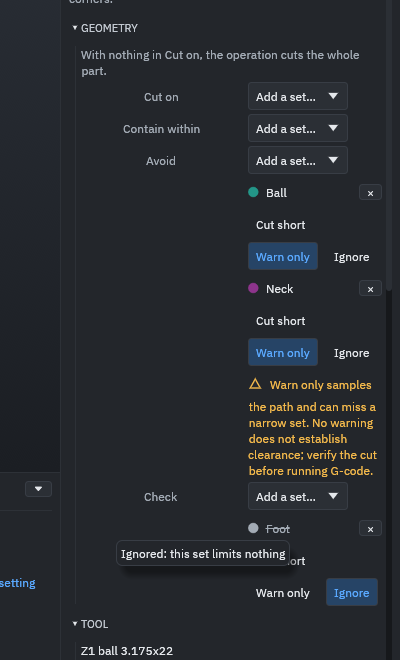 corners.
▾ GEOMETRY
With nothing in Cut on, the operation cuts the whole
part.
Cut on Add a set...
Contain within Add a set...
Avoid Add a set...
Ball x
Cut short
Warn only Ignore
Neck x
Cut short
Warn only Ignore
Warn only samples
the path and can miss a
narrow set. No warning
does not establish
clearance; verify the cut
before running G-code.
Check Add a set...
Foot x
Ignored: this set limits nothing
ort
setting
Warn only Ignore
▾ TOOL
Z1 ball 3.175x22